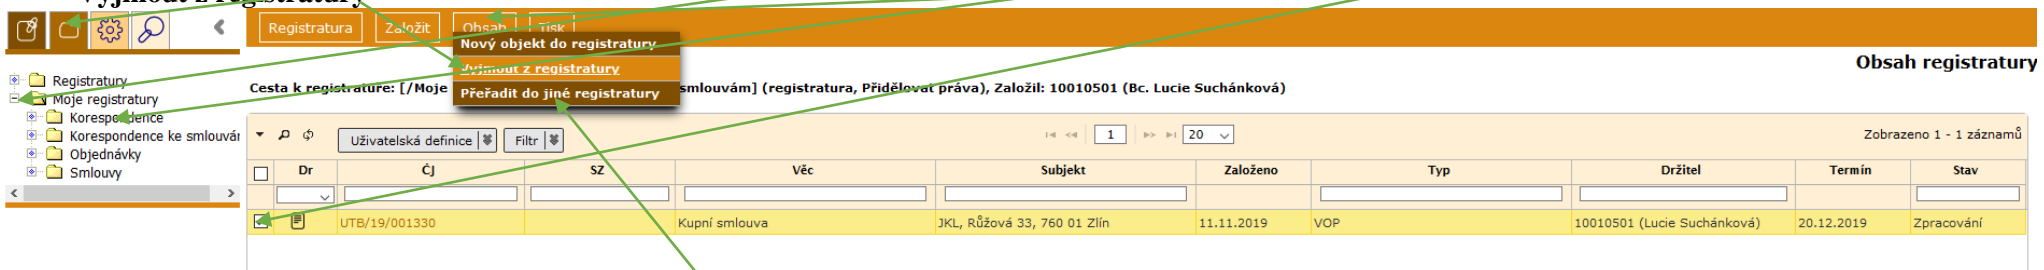 Vyjmout z registratury
Registratura Založit Obsah Tisk
Nový objekt do registratury
Vyjmout z registratury
Přeřadit do jiné registratury
Obsah registratury
Registratury
Moje registratury
Korespondence
Korespondence ke smlouvám
Objednávky
Smlouvy
Cesta k registratuře: [/Moje smlouvám] (registratura, Přidělovat práva), Založil: 10010501 (Bc. Lucie Suchánková)
Uživatelská definice Filtr 1 20 Zobrazeno 1 - 1 záznamů
Dr Čj SZ Věc Subjekt Založeno Typ Držitel Termín Stav
UTB/19/001330 Kupní smlouva JKL, Růžová 33, 760 01 Zlín 11.11.2019 VOP 10010501 (Lucie Suchánková) 20.12.2019 Zpracování